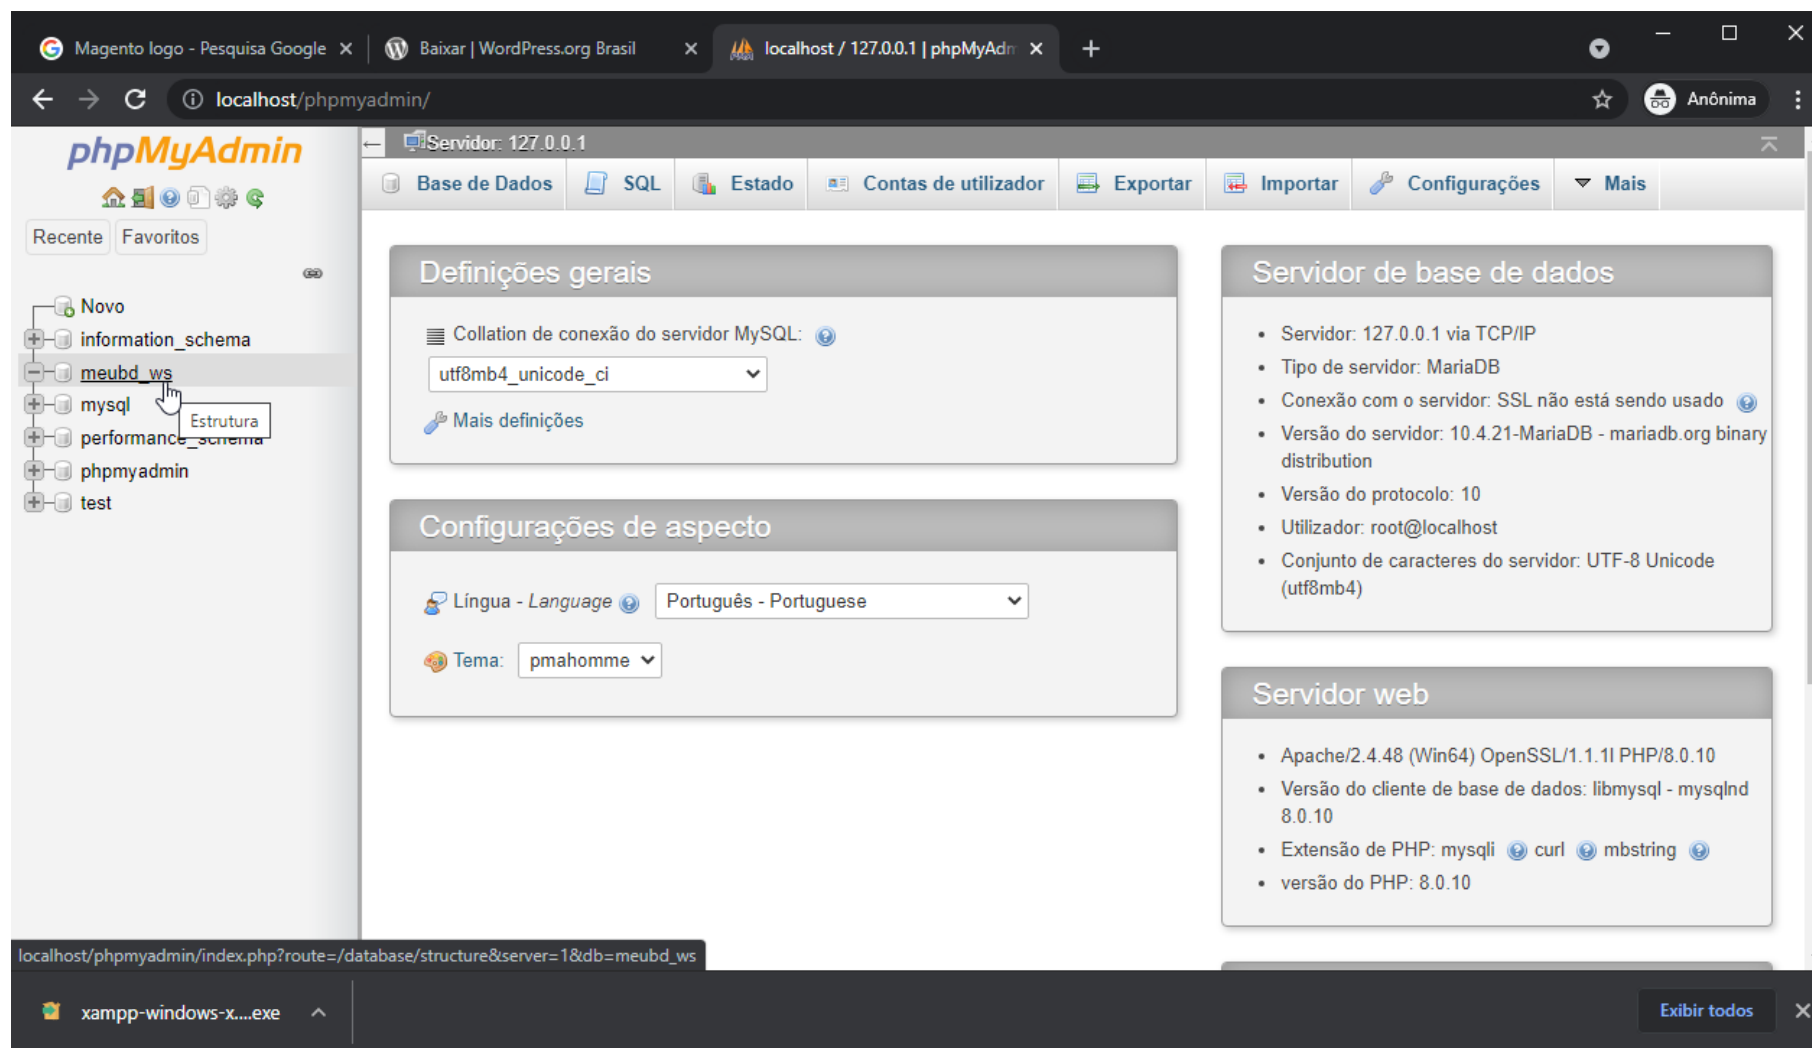 Magento logo - Pesquisa Google
Baixar | WordPress.org Brasil
localhost / 127.0.0.1 | phpMyAdm
localhost/phpmyadmin/
Anônima
phpMyAdmin
Recente
Favoritos
Novo
information_schema
meubd_ws
mysql
Estrutura
performance_schema
phpmyadmin
test
Servidor: 127.0.0.1
Base de Dados
SQL
Estado
Contas de utilizador
Exportar
Importar
Configurações
Mais
Definições gerais
Collation de conexão do servidor MySQL:
utf8mb4_unicode_ci
Mais definições
Configurações de aspecto
Língua - Language
Português - Portuguese
Tema:
pmahomme
Servidor de base de dados
Servidor: 127.0.0.1 via TCP/IP
Tipo de servidor: MariaDB
Conexão com o servidor: SSL não está sendo usado
Versão do servidor: 10.4.21-MariaDB - mariadb.org binary
distribution
Versão do protocolo: 10
Utilizador: root@localhost
Conjunto de caracteres do servidor: UTF-8 Unicode
(utf8mb4)
Servidor web
Apache/2.4.48 (Win64) OpenSSL/1.1.1l PHP/8.0.10
Versão do cliente de base de dados: libmysql - mysqlnd
8.0.10
Extensão de PHP: mysqli curl mbstring
versão do PHP: 8.0.10
localhost/phpmyadmin/index.php?route=/database/structure&server=1&db=meubd_ws
xampp-windows-x....exe
Exibir todos